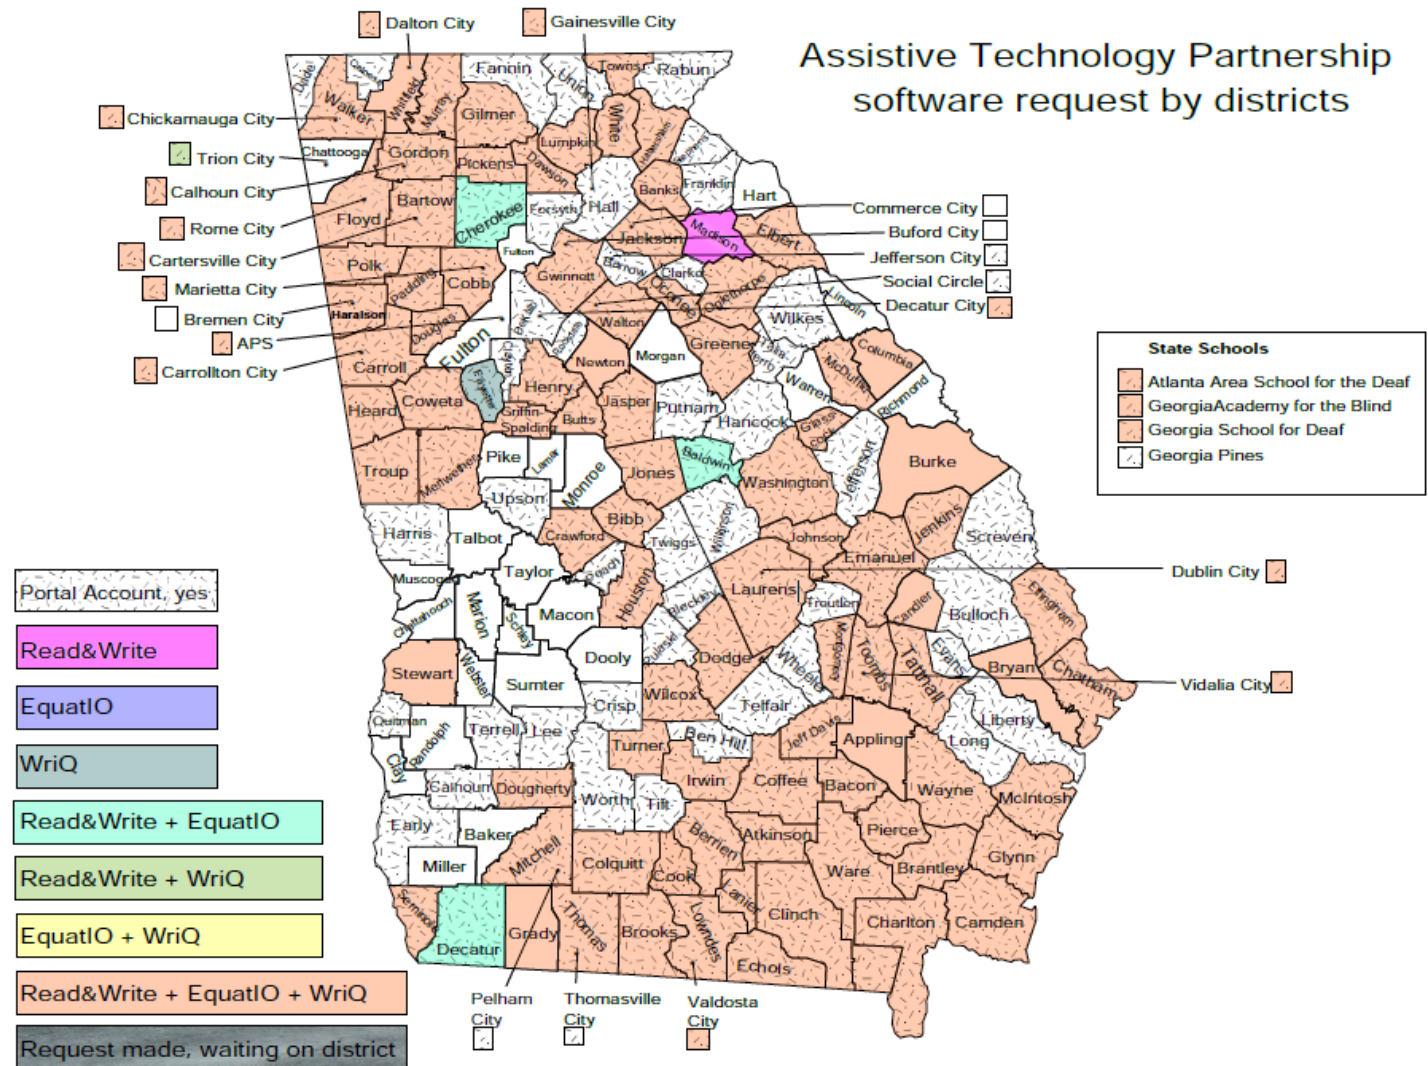 Dalton City
Gainesville City
Assistive Technology Partnership
software request by districts
Chickamauga City
Trion City
Calhoun City
Rome City
Cartersville City
Marietta City
Bremen City
APS
Carrollton City
Commerce City
Buford City
Jefferson City
Social Circle
Decatur City
State Schools
Atlanta Area School for the Deaf
GeorgiaAcademy for the Blind
Georgia School for Deaf
Georgia Pines
Dublin City
Vidalia City
Pelham
City
Thomasville
City
Valdosta
City
Portal Account, yes
Read&Write
EquatIO
WriQ
Read&Write + EquatIO
Read&Write + WriQ
EquatIO + WriQ
Read&Write + EquatIO + WriQ
Request made, waiting on district
Dade
Walker
Whitfield
Murray
Fannin
Gilmer
Union
Towns
Rabun
White
Lumpkin
Chattooga
Gordon
Pickens
Dawson
Banks
Franklin
Hart
Floyd
Bartow
Cherokee
Forsyth
Hall
Jackson
Madison
Elbert
Polk
Paulding
Cobb
Fulton
Gwinnett
Barrow
Clarke
Oconee
Oglethorpe
Wilkes
Lincoln
Haralson
Douglas
Fulton
DeKalb
Walton
Morgan
Greene
Columbia
McDuffie
Warren
Richmond
Carroll
Henry
Newton
Heard
Coweta
Griffin-
Spalding
Butts
Jasper
Putnam
Hancock
Glass-
cock
Jefferson
Burke
Troup
Meriwether
Pike
Lamar
Monroe
Jones
Baldwin
Washington
Upson
Harris
Talbot
Crawford
Bibb
Twiggs
Wilkinson
Johnson
Emanuel
Jenkins
Screven
Muscogee
Taylor
Peach
Houston
Bleckley
Laurens
Treutlen
Candler
Bulloch
Effingham
Chattahooch
Marion
Schley
Macon
Dooly
Pulaski
Dodge
Wheeler
Montgomery
Toombs
Tattnall
Evans
Bryan
Chatham
Stewart
Webster
Sumter
Crisp
Wilcox
Telfair
Liberty
Long
Quitman
Randolph
Terrell
Lee
Turner
Ben Hill
Jeff Davis
Appling
Clay
Calhoun
Dougherty
Worth
Tift
Irwin
Coffee
Bacon
Wayne
McIntosh
Early
Baker
Miller
Mitchell
Colquitt
Cook
Berrien
Atkinson
Pierce
Ware
Brantley
Glynn
Seminole
Decatur
Grady
Thomas
Brooks
Lowndes
Lanier
Clinch
Echols
Charlton
Camden